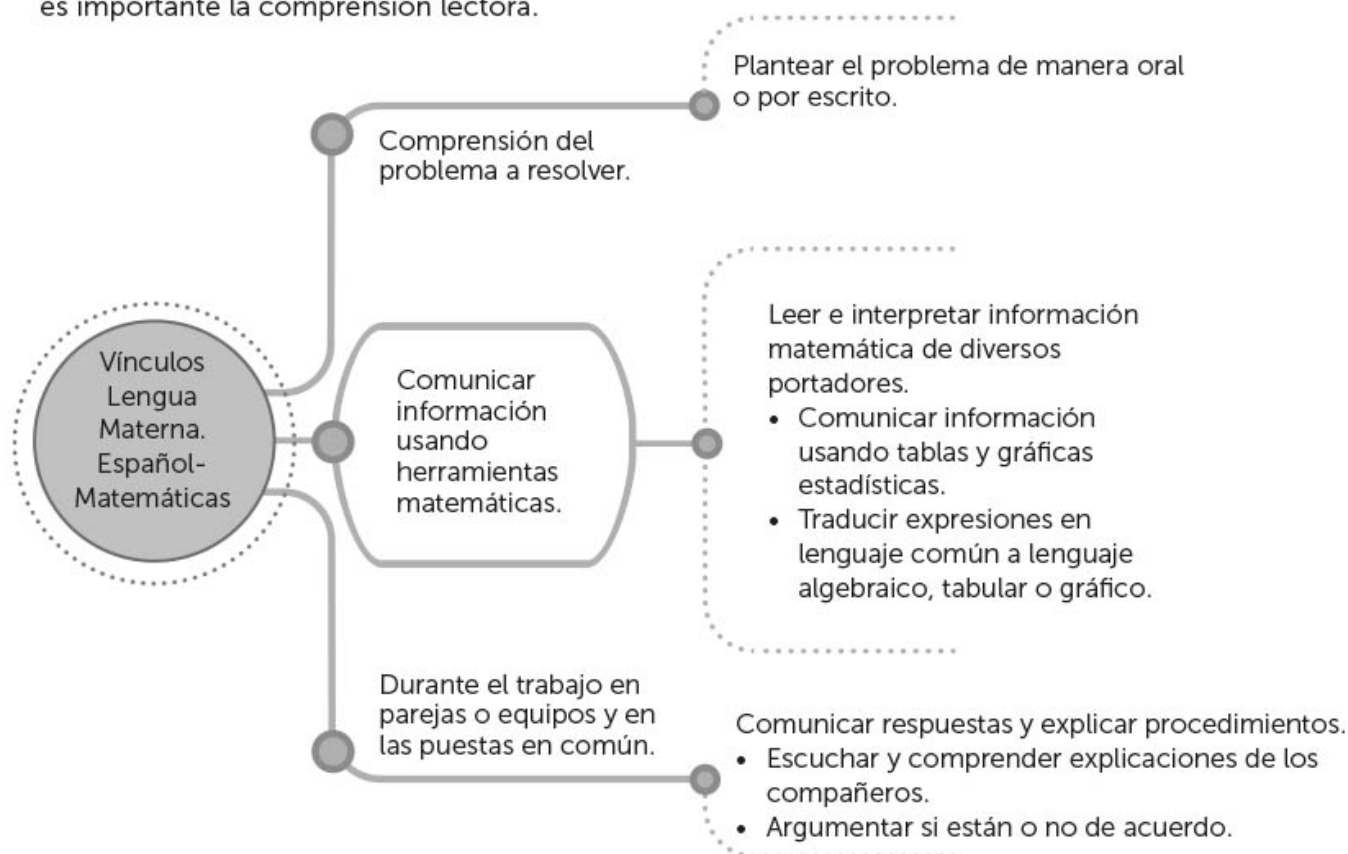 es importante la comprensión lectora.
Plantear el problema de manera oral
o por escrito.
Comprensión del
problema a resolver.
Vínculos
Lengua
Materna.
Español-
Matemáticas
Comunicar
información
usando
herramientas
matemáticas.
Leer e interpretar información
matemática de diversos
portadores.
• Comunicar información
usando tablas y gráficas
estadísticas.
• Traducir expresiones en
lenguaje común a lenguaje
algebraico, tabular o gráfico.
Durante el trabajo en
parejas o equipos y en
las puestas en común.
Comunicar respuestas y explicar procedimientos.
• Escuchar y comprender explicaciones de los
compañeros.
• Argumentar si están o no de acuerdo.